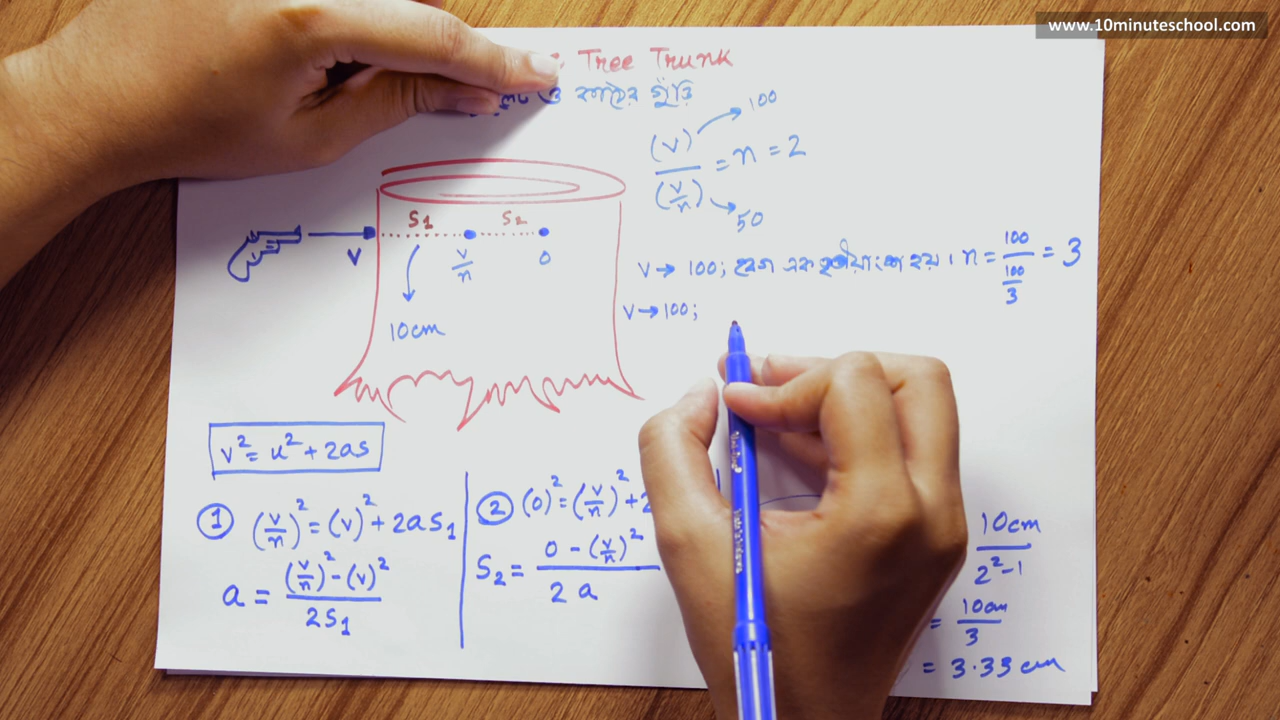 www.10minuteschool.com
Tree Trunk
ও কাঠের গুঁড়ি
(v) → 100
/ (v/n) → 50
= n = 2
S1 S2
v v/n 0
10cm
v → 100; বেগ এক তৃতীয়াংশ হয়। n = 100/(100/3) = 3
v → 100;
v² = u² + 2as
① (v/n)² = (v)² + 2as1
a = ((v/n)² - (v)²)/2S1
② (0)² = (v/n)² + 2
S2 = (0 - (v/n)²)/2a
10cm/(2²-1)
= 10cm/3
= 3.33 cm